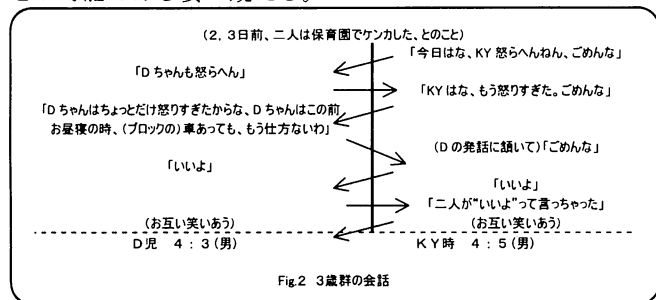 (2，3日前、二人は保育園でケンカした、とのこと)
「今日はな、KY 怒らへんねん、ごめんな」
「Dちゃんも怒らへん」
「KYはな、もう怒りすぎた。ごめんな」
「Dちゃんはちょっとだけ怒りすぎたからな、Dちゃんはこの前
お昼寝の時、(ブロックの)車あっても、もう仕方ないわ」
(Dの発話に頷いて)「ごめんな」
「いいよ」
「いいよ」
「二人が"いいよ"って言っちゃった」
(お互い笑いあう)
(お互い笑いあう)
D児 4：3(男)
KY時 4：5(男)
Fig.2 3歳群の会話